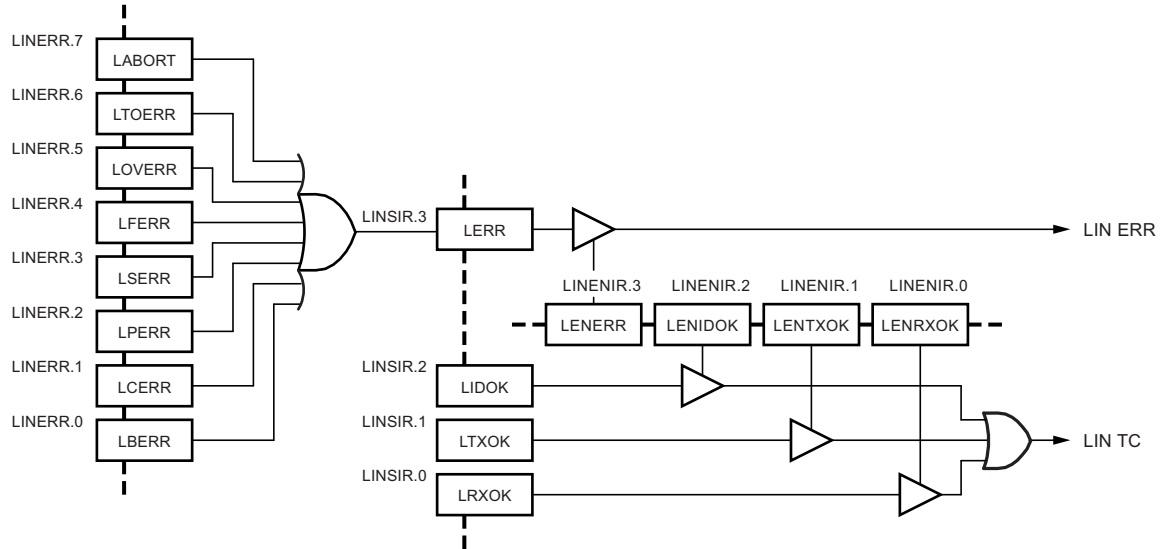 LINERR.7
LABORT
LINERR.6
LTOERR
LINERR.5
LOVERR
LINERR.4
LFERR
LINERR.3
LSERR
LINERR.2
LPERR
LINERR.1
LCERR
LINERR.0
LBERR
LINSIR.3
LERR
LIN ERR
LINENIR.3 LINENIR.2 LINENIR.1 LINENIR.0
LENERR LENIDOK LENTXOK LENRXOK
LINSIR.2
LIDOK
LINSIR.1
LTXOK
LIN TC
LINSIR.0
LRXOK